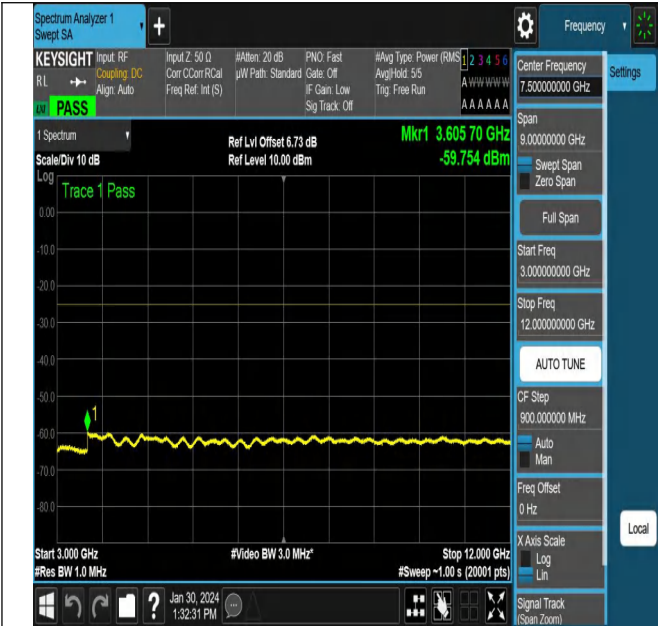 Spectrum Analyzer 1
Swept SA
+
Frequency
KEYSIGHT
RL
LXI
PASS
Input: RF
Coupling: DC
Align: Auto
Input Z: 50 Ω
Corr CCorr RCal
Freq Ref: Int (S)
#Atten: 20 dB
µW Path: Standard
PNO: Fast
Gate: Off
IF Gain: Low
Sig Track: Off
#Avg Type: Power (RMS
Avg|Hold: 5/5
Trig: Free Run
1 2 3 4 5 6
A W W W W W
A A A A A A
1 Spectrum
Scale/Div 10 dB
Ref Lvl Offset 6.73 dB
Ref Level 10.00 dBm
Mkr1 3.605 70 GHz
-59.754 dBm
Log
Trace 1 Pass
0.00
-10.0
-20.0
-30.0
-40.0
-50.0
-60.0
-70.0
-80.0
1
Start 3.000 GHz
#Res BW 1.0 MHz
#Video BW 3.0 MHz*
Stop 12.000 GHz
#Sweep ~1.00 s (20001 pts)
Center Frequency
7.500000000 GHz
Settings
Span
9.00000000 GHz
Swept Span
Zero Span
Full Span
Start Freq
3.000000000 GHz
Stop Freq
12.000000000 GHz
AUTO TUNE
CF Step
900.000000 MHz
Auto
Man
Freq Offset
0 Hz
X Axis Scale
Log
Lin
Local
Signal Track
(Span Zoom)
?
Jan 30, 2024
1:32:31 PM